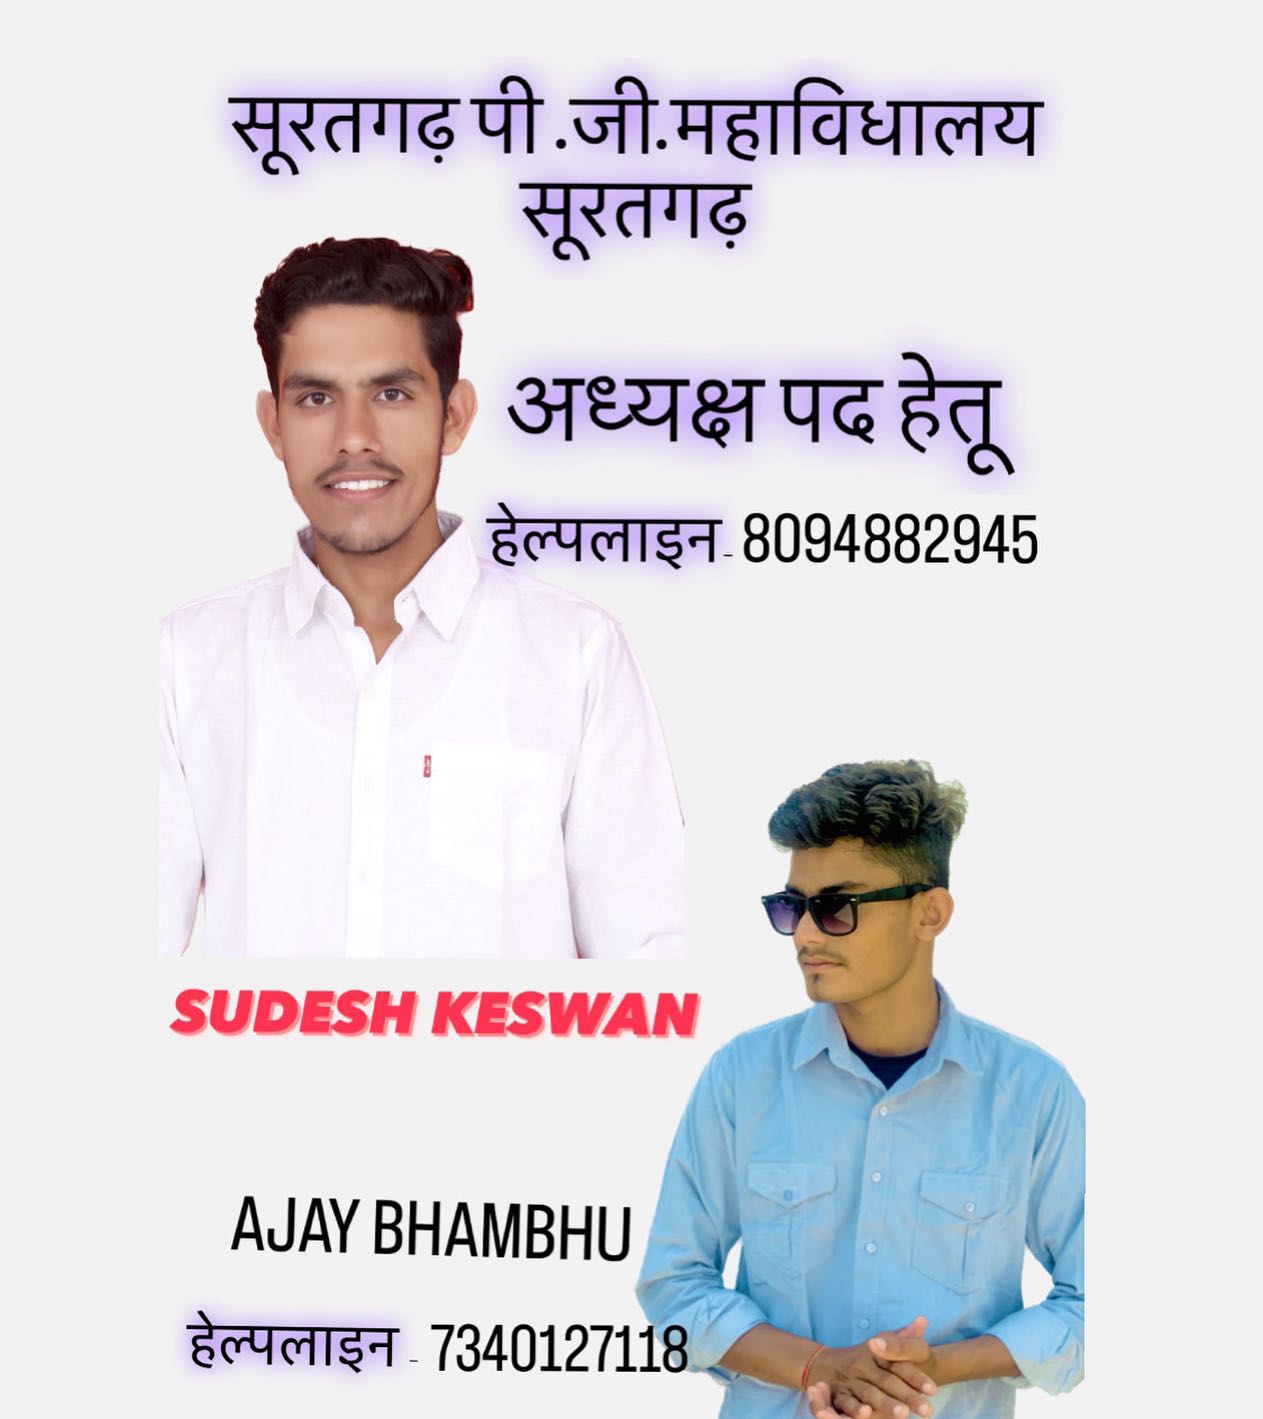 सूरतगढ़ पी .जी.महाविधालय
सूरतगढ़
अध्यक्ष पद हेतू
हेल्पलाइन - 8094882945
SUDESH KESWAN
AJAY BHAMBHU
हेल्पलाइन - 7340127118